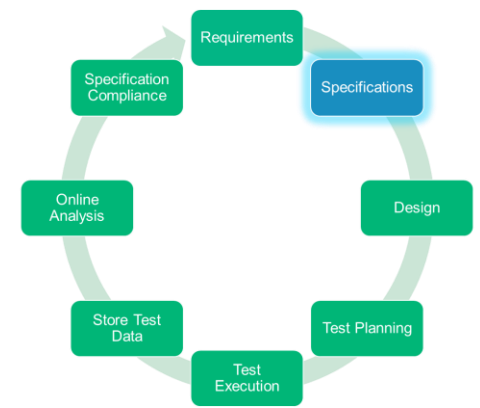 Requirements
Specifications
Design
Test Planning
Test
Execution
Store Test
Data
Online
Analysis
Specification
Compliance